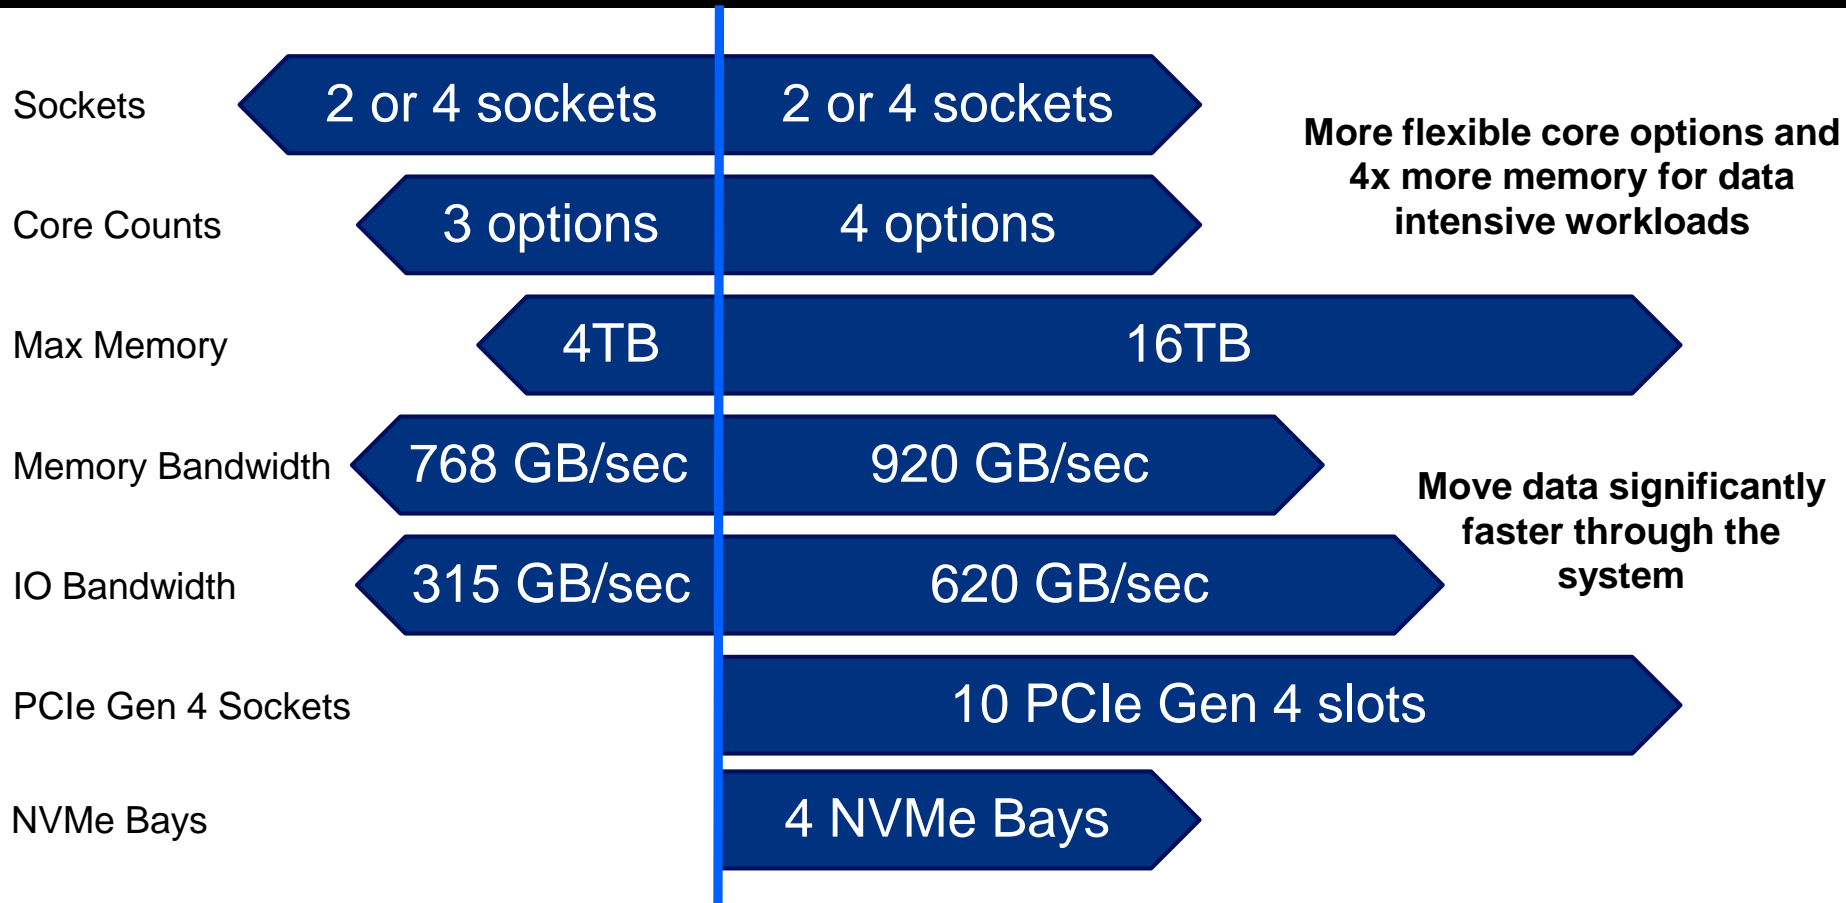 Sockets
2 or 4 sockets
2 or 4 sockets
More flexible core options and
4x more memory for data
intensive workloads
Core Counts
3 options
4 options
Max Memory
4TB
16TB
Memory Bandwidth
768 GB/sec
920 GB/sec
Move data significantly
faster through the
system
IO Bandwidth
315 GB/sec
620 GB/sec
PCIe Gen 4 Sockets
10 PCIe Gen 4 slots
NVMe Bays
4 NVMe Bays